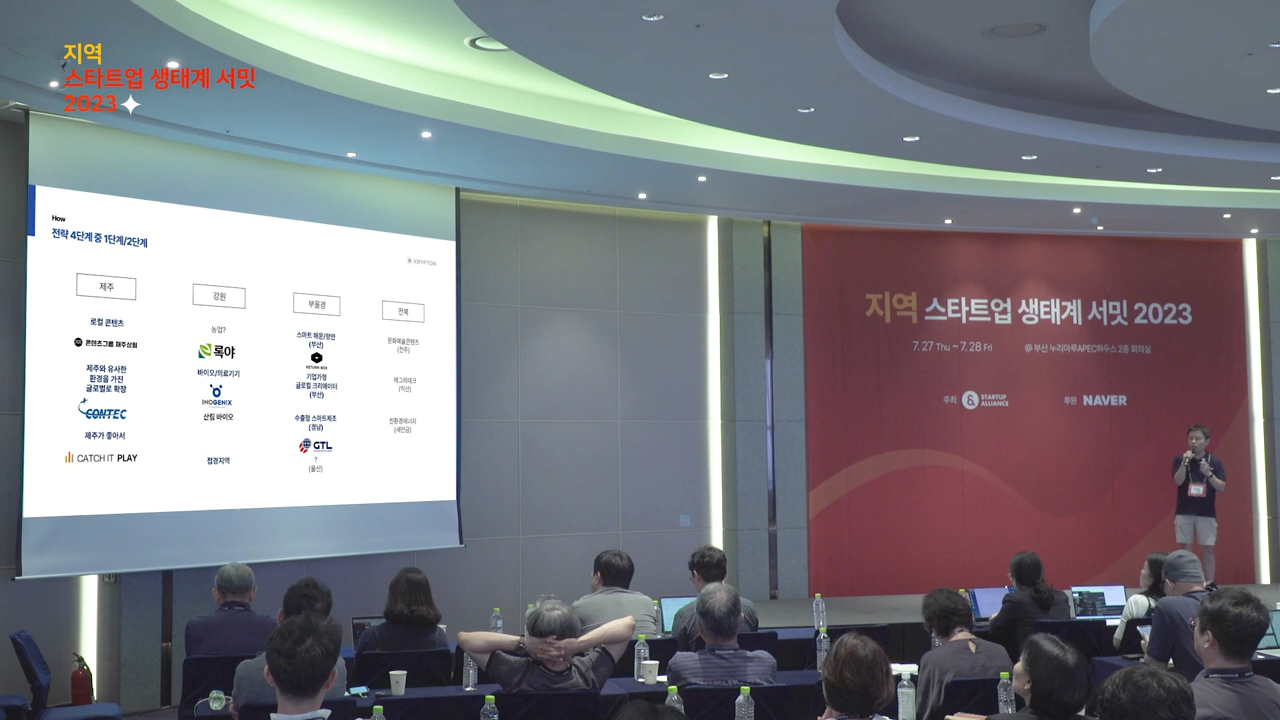 지역
스타트업 생태계 서밋
2023
How
전략 4단계 중 1단계/2단계
KRYPTON
제주
로컬 콘텐츠
콘텐츠그룹 재주상회
제주와 유사한
환경을 가진
글로벌로 확장
CONTEC
제주가 좋아서
CATCH IT PLAY
강원
농업?
록야
바이오/의료기기
INOGENIX
산림 바이오
접경지역
부울경
스마트 해운/항만
(부산)
RETURN BOX
기업가형
글로컬 크리에이터
(부산)
수출형 스마트제조
(경남)
GTL
?
(울산)
전북
문화예술콘텐츠
(전주)
애그리테크
(익산)
친환경에너지
(새만금)
지역 스타트업 생태계 서밋 2023
7.27 Thu ~ 7.28 Fri @ 부산 누리마루APEC하우스 2층 회의실
주최 & STARTUP ALLIANCE 후원 NAVER